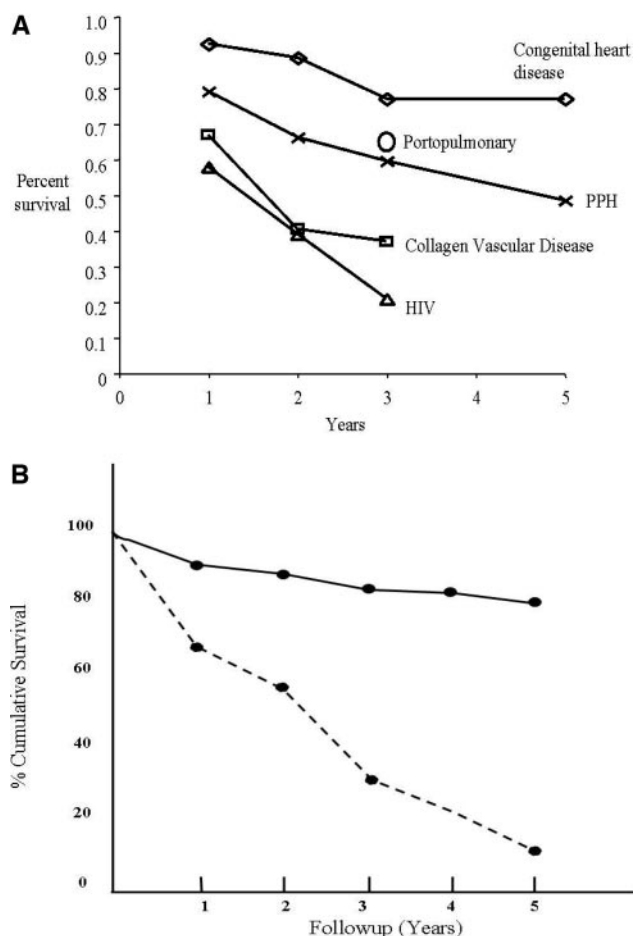 A
1.0
0.9
0.8
0.7
0.6
Percent
survival
0.5
0.4
0.3
0.2
0.1
0
0
1
2
3
4
5
Years
Congenital heart
disease
Portopulmonary
PPH
Collagen Vascular Disease
HIV
B
100
80
60
40
20
0
% Cumulative Survival
1
2
3
4
5
Followup (Years)